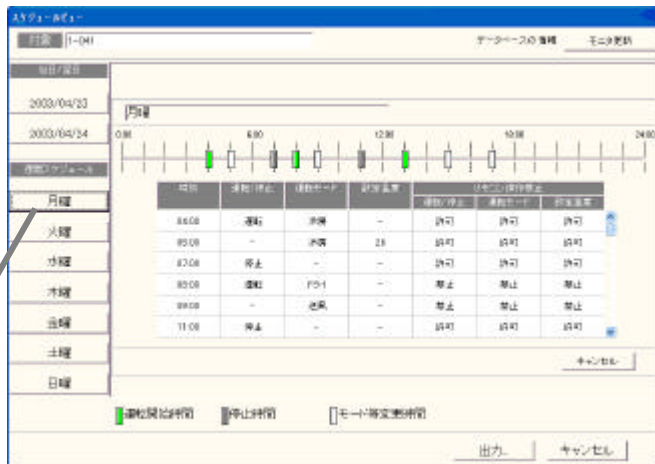 スケジュールビュー
対象 1-041
データベースの情報 モニタ更新
当日/翌日
2003/04/23
2003/04/24
週間スケジュール
月曜
火曜
水曜
木曜
金曜
土曜
日曜
月曜
0:00 6:00 12:00 18:00 24:00
時刻 運転/停止 運転モード 設定温度 リモコン操作禁止
運転/停止 運転モード 設定温度
04:00 運転 冷房 - 許可 許可 許可
05:00 - 冷房 28 許可 許可 許可
07:00 停止 - - 許可 許可 許可
08:00 運転 ドライ - 禁止 禁止 禁止
09:00 - 送風 - 禁止 禁止 禁止
11:00 停止 - - 許可 許可 許可
キャンセル
運転開始時間 停止時間 モード等変更時間
出力... キャンセル